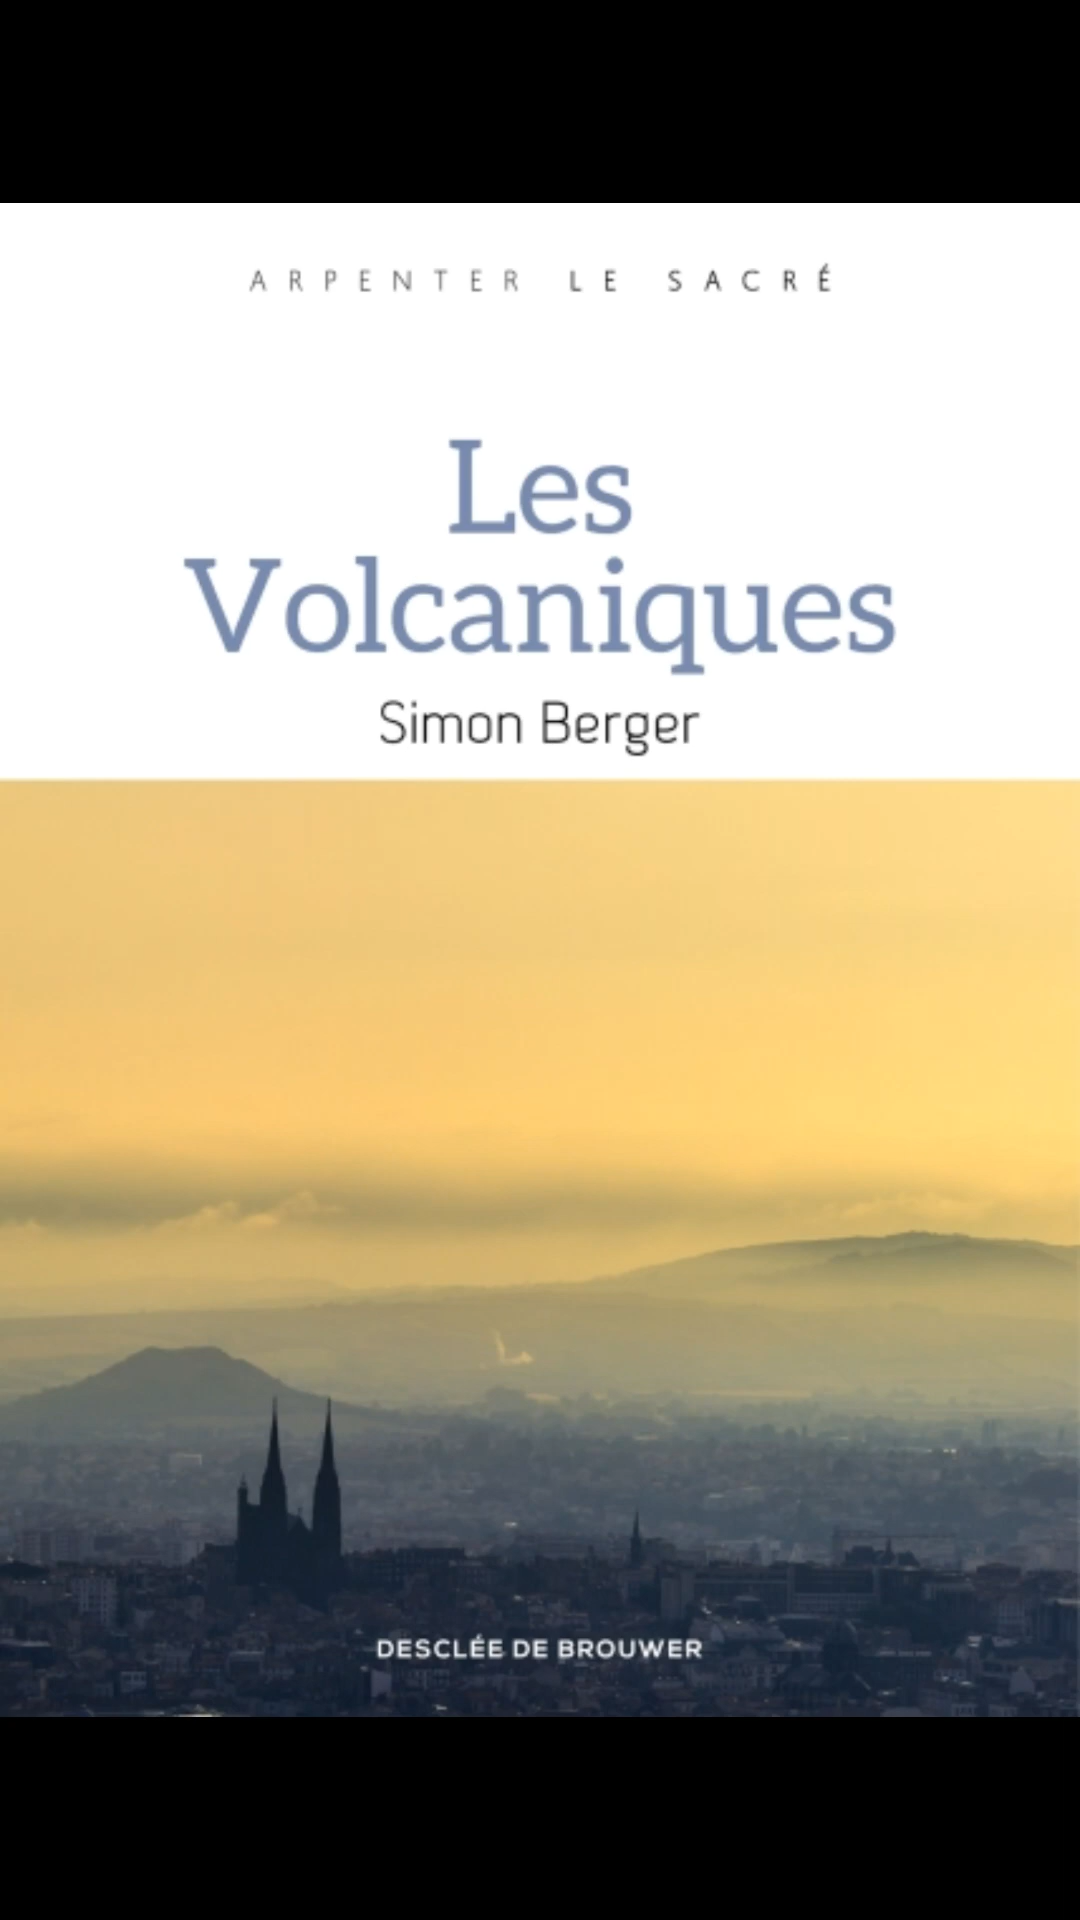 ARPENTER LE SACRÉ
Les
Volcaniques
Simon Berger
DESCLÉE DE BROUWER